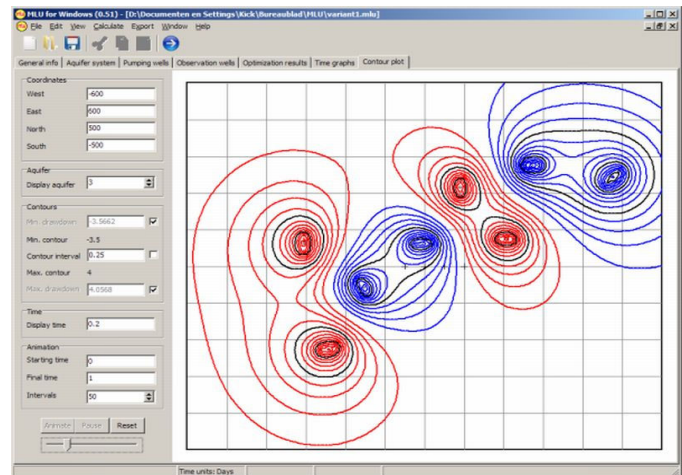 MLU for Windows (0.51) - [D:\Documenten en Settings\Kick\Bureaublad\MLU\variant1.mlu]
File Edit View Calculate Export Window Help
General info Aquifer system Pumping wells Observation wells Optimization results Time graphs Contour plot
Coordinates
West -600
East 600
North 500
South -500
Aquifer
Display aquifer 3
Contours
Min. drawdown -3.5662
Min. contour -3.5
Contour interval 0.25
Max. contour 4
Max. drawdown 4.0568
Time
Display time 0.2
Animation
Starting time 0
Final time 1
Intervals 50
Animate Pause Reset
Time units: Days